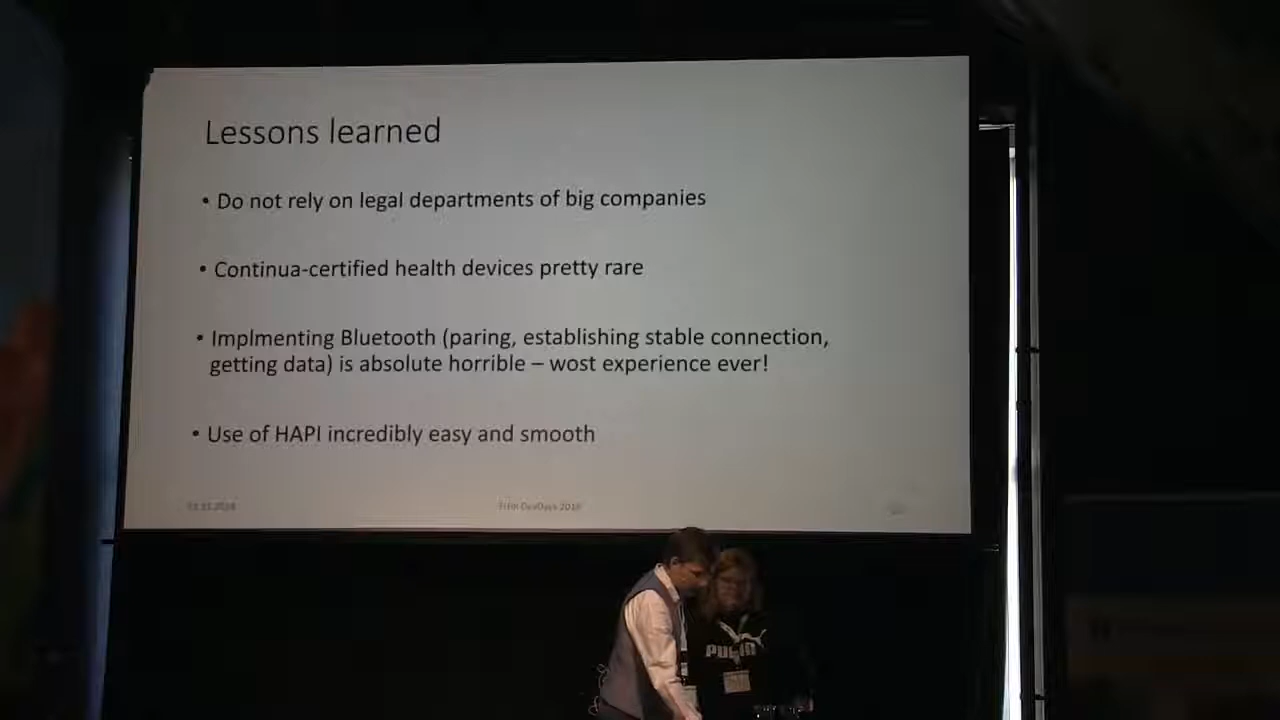 Lessons learned
• Do not rely on legal departments of big companies
• Continua-certified health devices pretty rare
• Implmenting Bluetooth (paring, establishing stable connection,
getting data) is absolute horrible – wost experience ever!
• Use of HAPI incredibly easy and smooth
PUMA